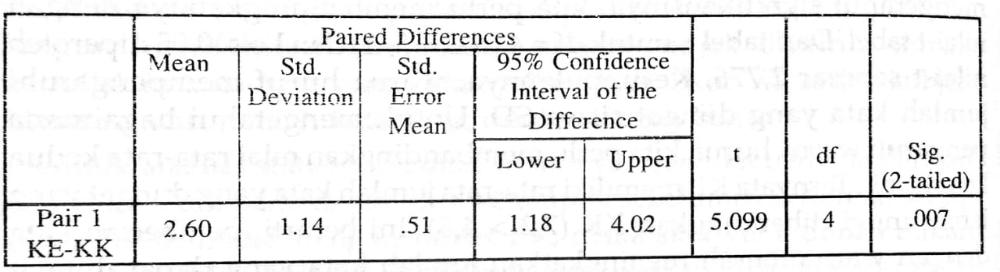 Paired Differences
Mean Std. Deviation Std. Error Mean 95% Confidence Interval of the Difference
Lower Upper t df Sig. (2-tailed)
Pair 1 KE-KK 2.60 1.14 .51 1.18 4.02 5.099 4 .007